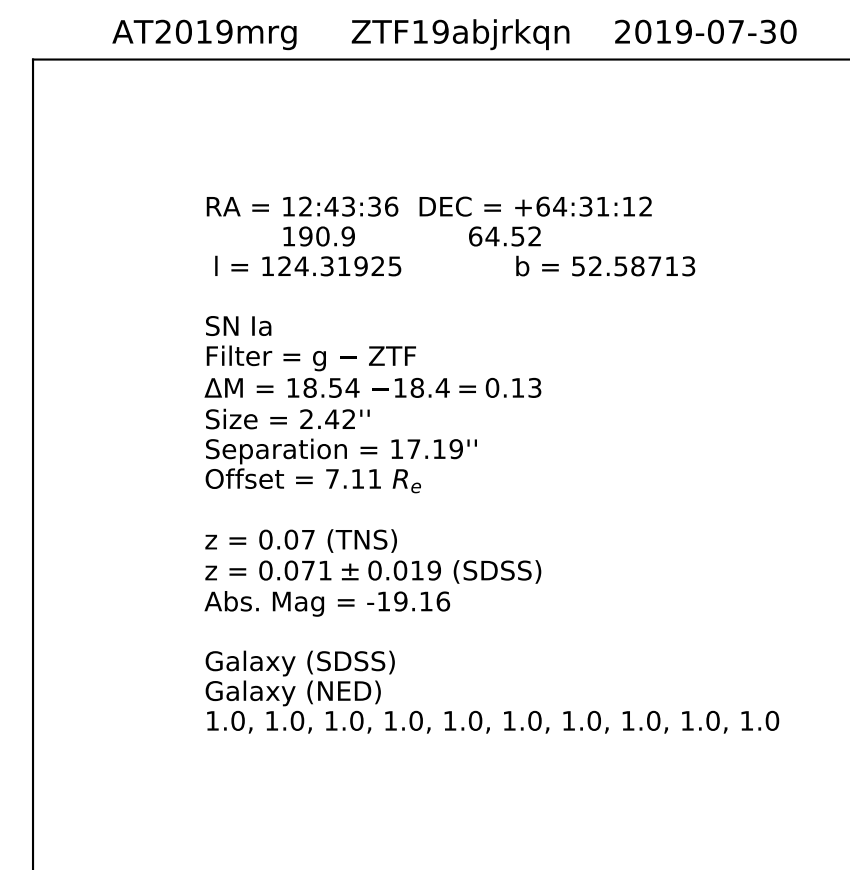 AT2019mrg ZTF19abjrkqn 2019-07-30
RA = 12:43:36 DEC = +64:31:12
190.9 64.52
l = 124.31925 b = 52.58713
SN Ia
Filter = g − ZTF
ΔM = 18.54 −18.4 = 0.13
Size = 2.42''
Separation = 17.19''
Offset = 7.11 Rₑ
z = 0.07 (TNS)
z = 0.071 ± 0.019 (SDSS)
Abs. Mag = -19.16
Galaxy (SDSS)
Galaxy (NED)
1.0, 1.0, 1.0, 1.0, 1.0, 1.0, 1.0, 1.0, 1.0, 1.0